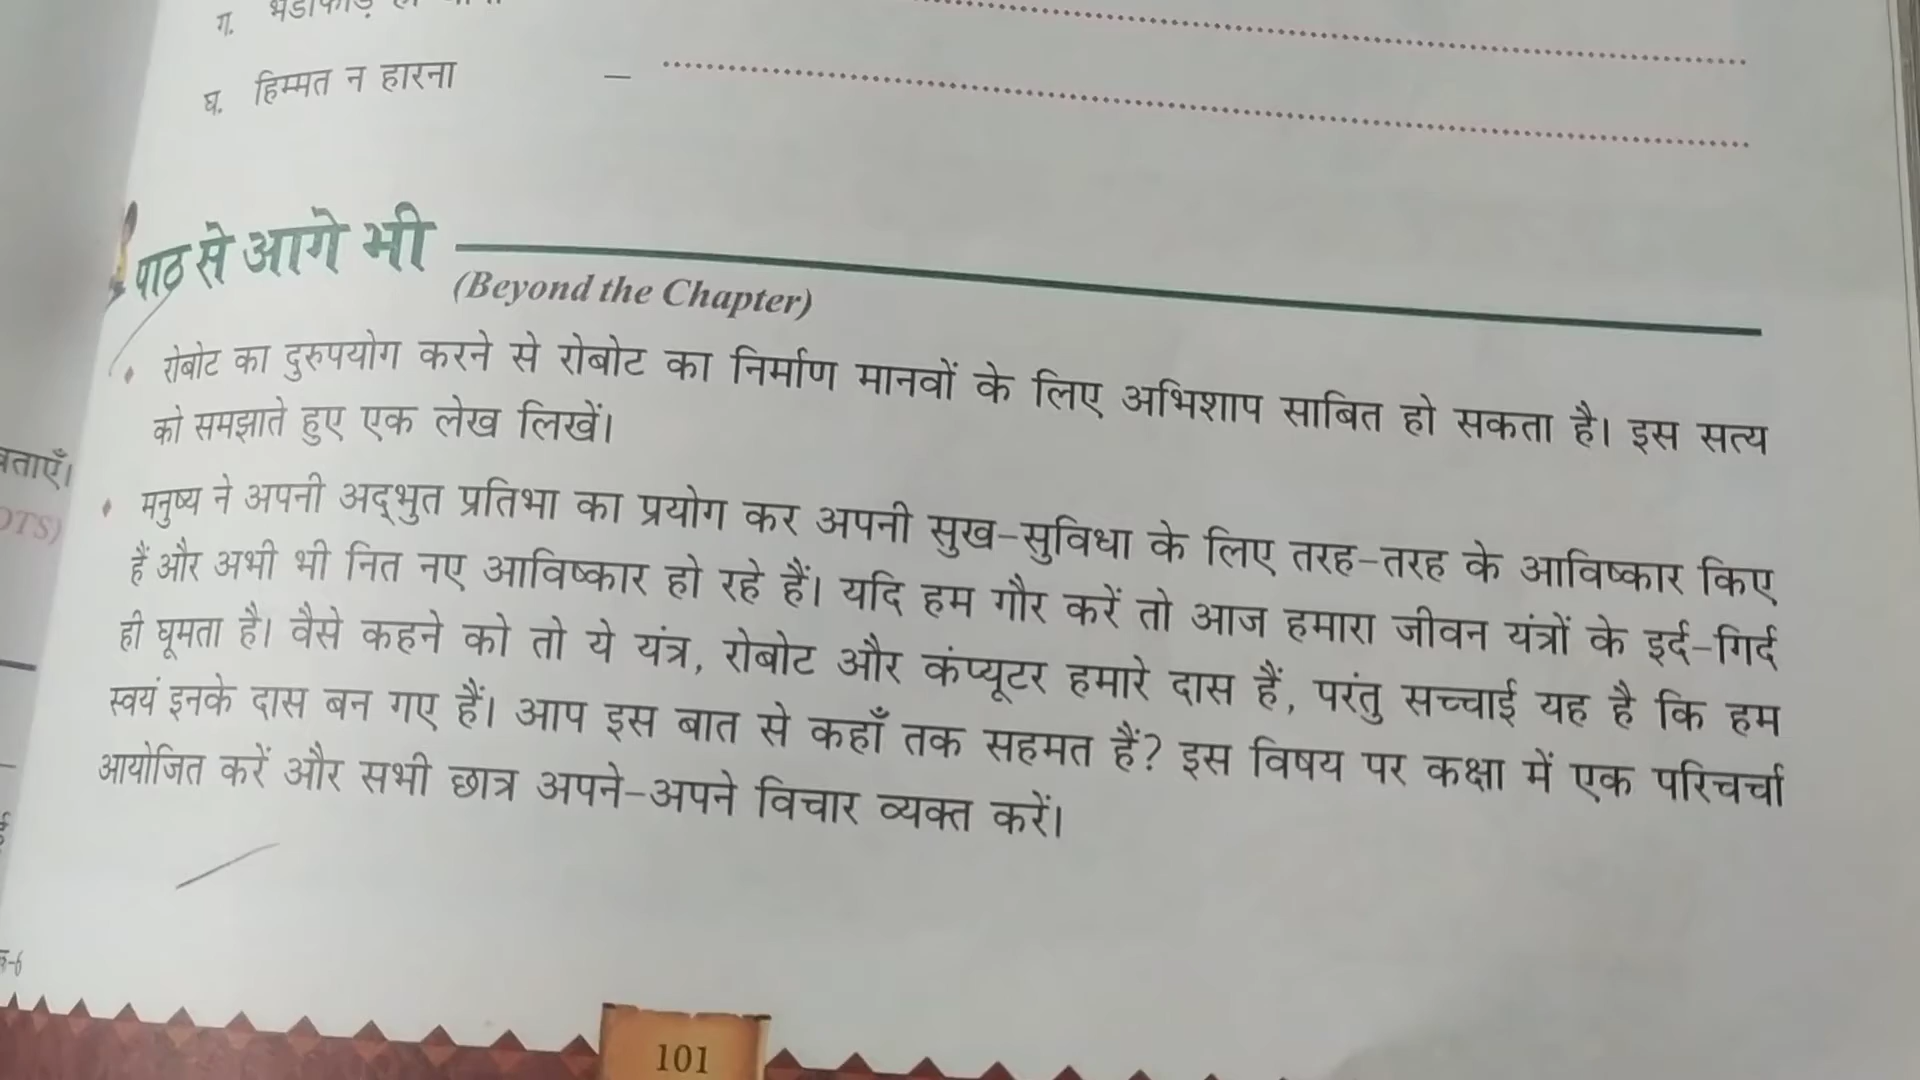 ग.
घ. हिम्मत न हारना –
पाठ से आगे भी
(Beyond the Chapter)
रोबोट का दुरुपयोग करने से रोबोट का निर्माण मानवों के लिए अभिशाप साबित हो सकता है। इस सत्य
को समझाते हुए एक लेख लिखें।
मनुष्य ने अपनी अद्‌भुत प्रतिभा का प्रयोग कर अपनी सुख-सुविधा के लिए तरह-तरह के आविष्कार किए
हैं और अभी भी नित नए आविष्कार हो रहे हैं। यदि हम गौर करें तो आज हमारा जीवन यंत्रों के इर्द-गिर्द
ही घूमता है। वैसे कहने को तो ये यंत्र, रोबोट और कंप्यूटर हमारे दास हैं, परंतु सच्चाई यह है कि हम
स्वयं इनके दास बन गए हैं। आप इस बात से कहाँ तक सहमत हैं? इस विषय पर कक्षा में एक परिचर्चा
आयोजित करें और सभी छात्र अपने-अपने विचार व्यक्त करें।
101